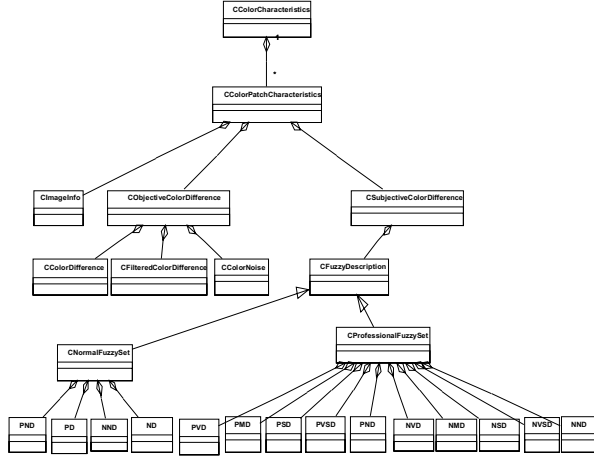 CColorCharacteristics
1
*
CColorPatchCharacteristics
CImageInfo
CObjectiveColorDifference
CSubjectiveColorDifference
CColorDifference
CFilteredColorDifference
CColorNoise
CFuzzyDescription
CNormalFuzzySet
CProfessionalFuzzySet
PND
PD
NND
ND
PVD
PMD
PSD
PVSD
PND
NVD
NMD
NSD
NVSD
NND